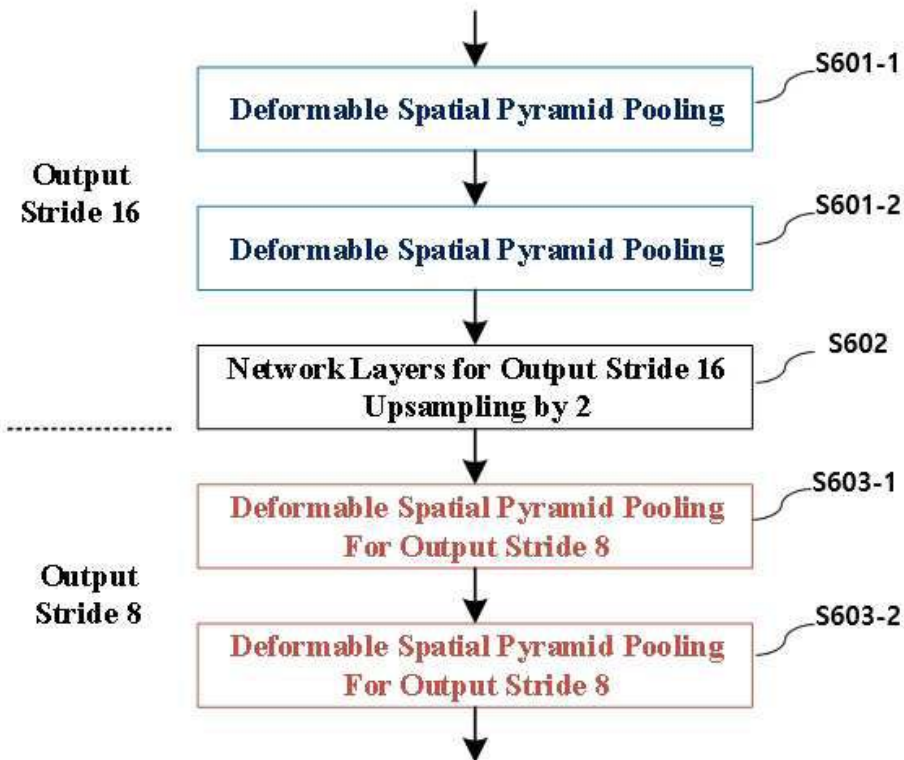 S601-1
Deformable Spatial Pyramid Pooling
Output
Stride 16
S601-2
Deformable Spatial Pyramid Pooling
S602
Network Layers for Output Stride 16
Upsampling by 2
S603-1
Deformable Spatial Pyramid Pooling
For Output Stride 8
Output
Stride 8
S603-2
Deformable Spatial Pyramid Pooling
For Output Stride 8